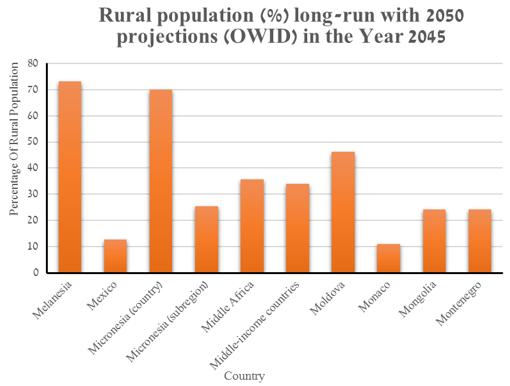 Rural population (%) long-run with 2050
projections (OWID) in the Year 2045
Percentage Of Rural Population
80
70
60
50
40
30
20
10
0
Melanesia
Mexico
Micronesia (country)
Micronesia (subregion)
Middle Africa
Middle-income countries
Moldova
Monaco
Mongolia
Montenegro
Country